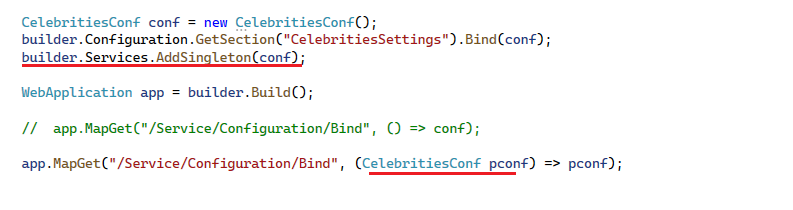 CelebritiesConf conf = new CelebritiesConf();
builder.Configuration.GetSection("CelebritiesSettings").Bind(conf);
builder.Services.AddSingleton(conf);
WebApplication app = builder.Build();
//  app.MapGet("/Service/Configuration/Bind", () => conf);
app.MapGet("/Service/Configuration/Bind", (CelebritiesConf pconf) => pconf);